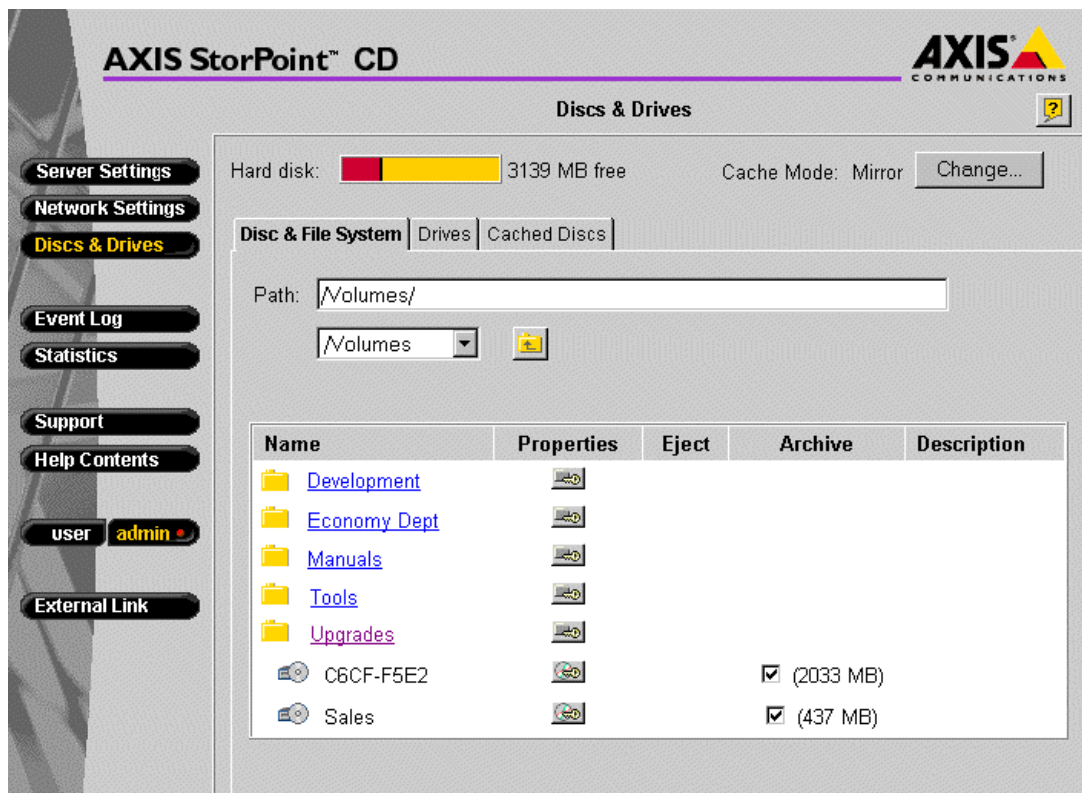 AXIS StorPoint™ CD
AXIS
COMMUNICATIONS
Discs & Drives
?
Server Settings
Network Settings
Discs & Drives
Event Log
Statistics
Support
Help Contents
user admin
External Link
Hard disk: 3139 MB free Cache Mode: Mirror Change...
Disc & File System Drives Cached Discs
Path: /Volumes/
/Volumes
Name Properties Eject Archive Description
Development
Economy Dept
Manuals
Tools
Upgrades
C6CF-F5E2 (2033 MB)
Sales (437 MB)